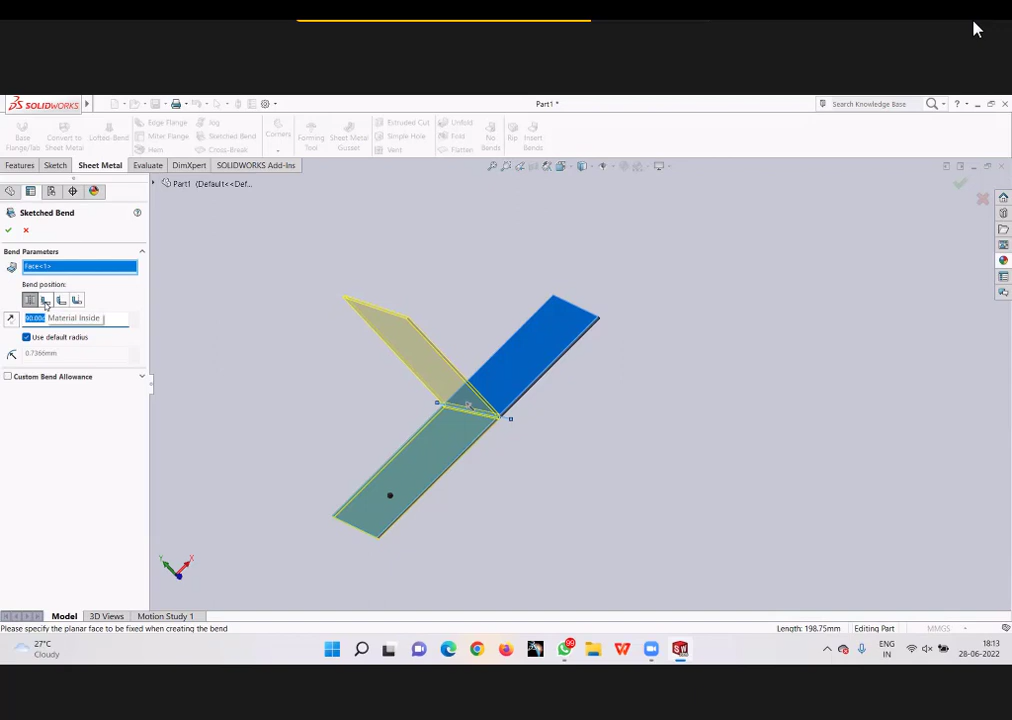 SOLIDWORKS
Part1 *
Search Knowledge Base
Base Flange/Tab
Convert to Sheet Metal
Lofted-Bend
Edge Flange
Miter Flange
Hem
Jog
Sketched Bend
Cross-Break
Corners
Forming Tool
Sheet Metal Gusset
Extruded Cut
Simple Hole
Vent
Unfold
Fold
Flatten
No Bends
Rip
Insert Bends
Features
Sketch
Sheet Metal
Evaluate
DimXpert
SOLIDWORKS Add-Ins
Part1 (Default<<Def...
Sketched Bend
Bend Parameters
Face<1>
Bend position:
Material Inside
Use default radius
0.7366mm
Custom Bend Allowance
Y
X
Model
3D Views
Motion Study 1
Please specify the planar face to be fixed when creating the bend
Length: 198.75mm
Editing Part
MMGS
27°C
Cloudy
99
SW
ENG
IN
18:13
28-06-2022